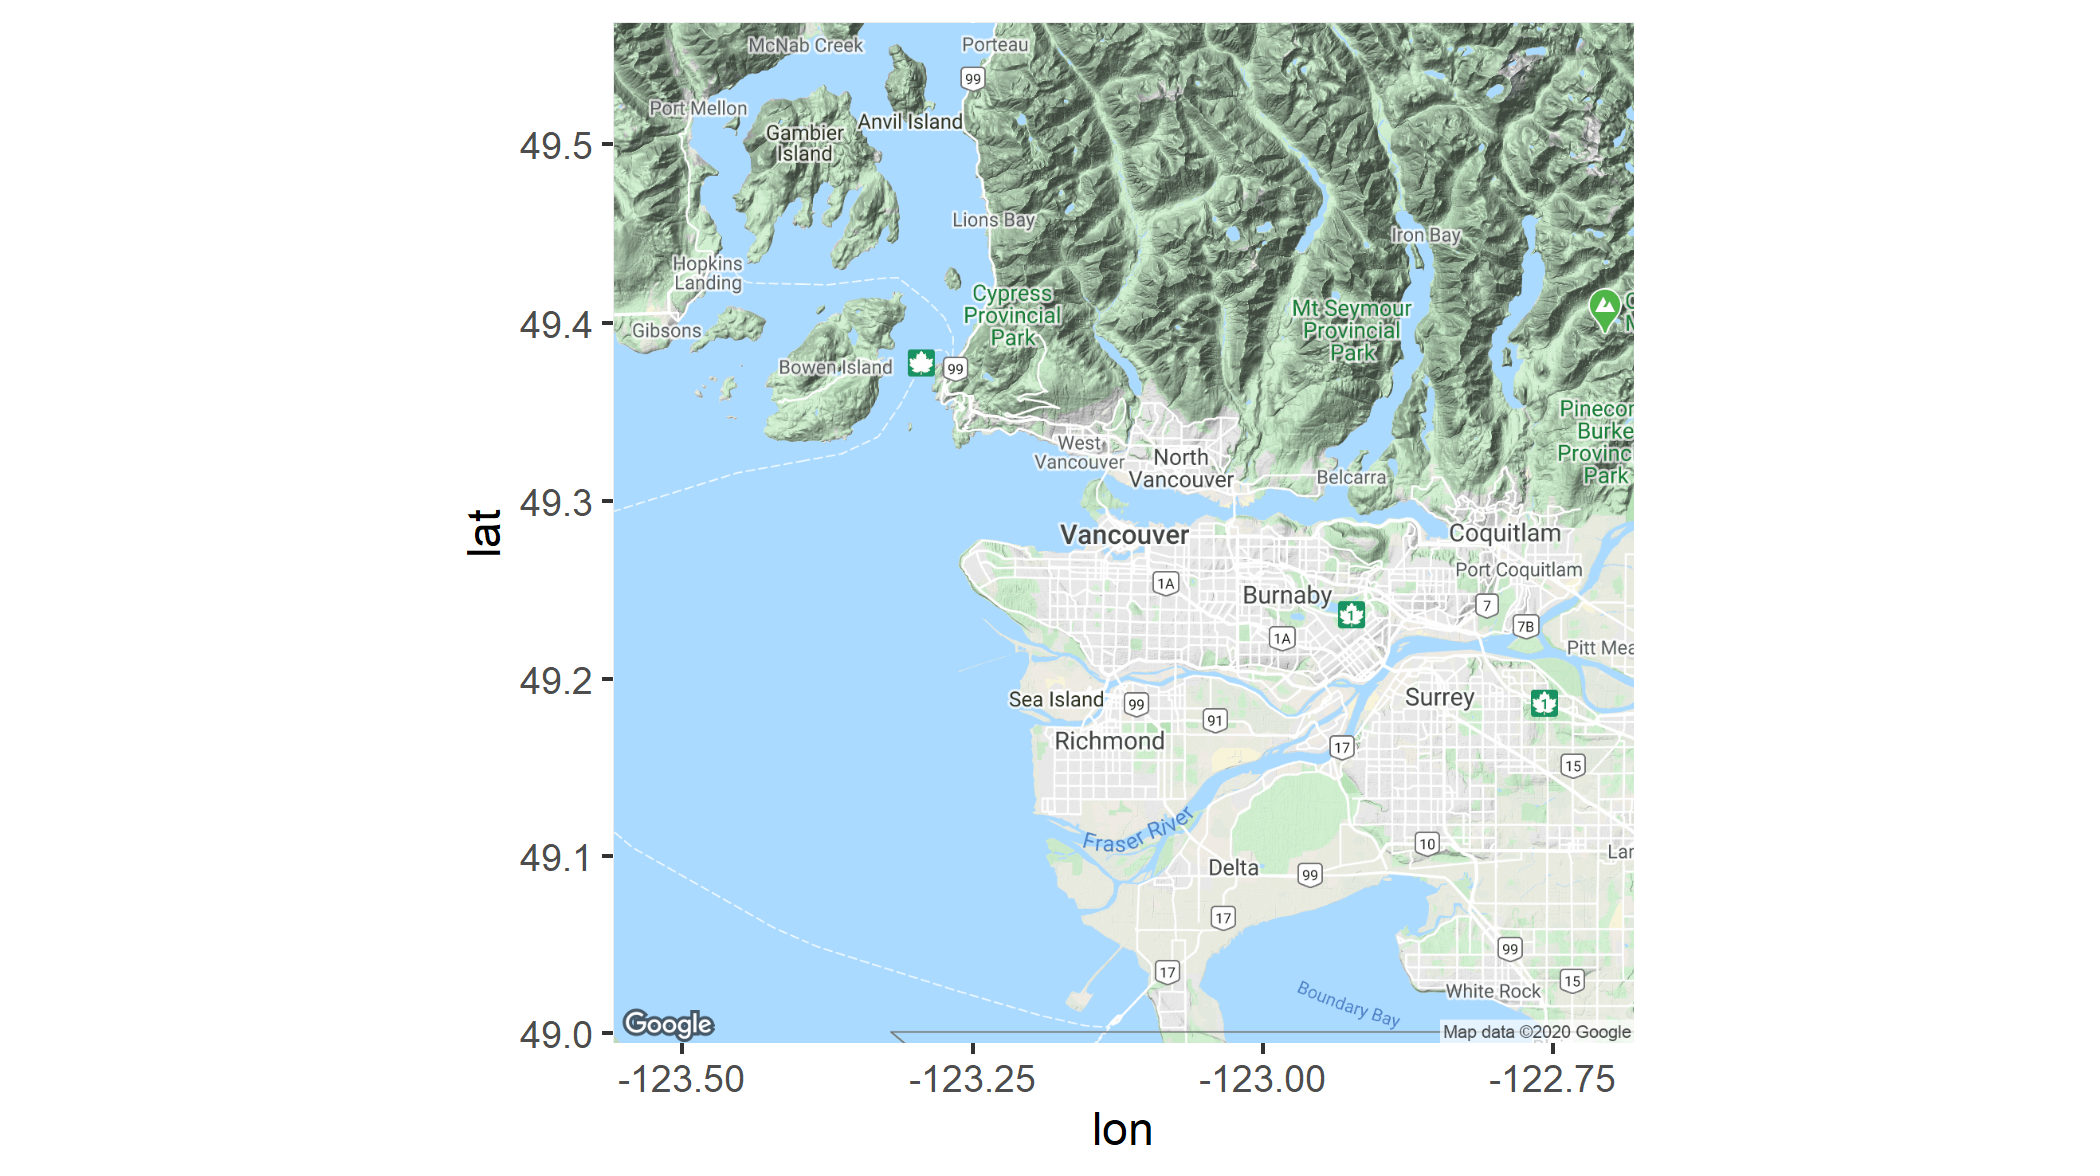 McNab Creek
Porteau
99
Port Mellon
Anvil Island
Gambier
Island
49.5
Lions Bay
Iron Bay
Hopkins
Landing
Cypress
Provincial
Park
Mt Seymour
Provincial
Park
49.4
Gibsons
Bowen Island
99
Pinecor
Burke
Provinc
Park
West
Vancouver
North
Vancouver
Belcarra
49.3
lat
Vancouver
Coquitlam
Port Coquitlam
1A
Burnaby
1
7
7B
1A
Pitt Mea
49.2
Sea Island
99
91
Surrey
1
Richmond
17
15
Fraser River
10
Lar
49.1
Delta
99
17
17
99
15
White Rock
Boundary Bay
Google
Map data ©2020 Google
49.0
-123.50
-123.25
-123.00
-122.75
lon